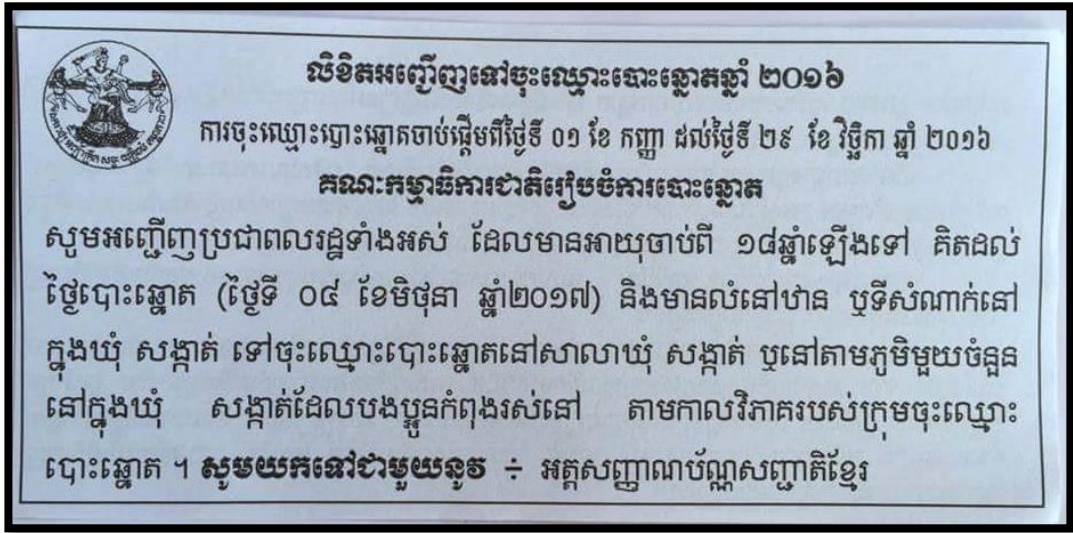 លិខិតអញ្ជើញទៅចុះឈ្មោះបោះឆ្នោតឆ្នាំ ២០១៦
ការចុះឈ្មោះបោះឆ្នោតចាប់ផ្តើមពីថ្ងៃទី ០១ ខែ កញ្ញា ដល់ថ្ងៃទី ២៩ ខែ វិច្ឆិកា ឆ្នាំ ២០១៦
គណៈកម្មាធិការជាតិរៀបចំការបោះឆ្នោត
សូមអញ្ជើញប្រជាពលរដ្ឋទាំងអស់ ដែលមានអាយុចាប់ពី ១៨ឆ្នាំឡើងទៅ គិតដល់
ថ្ងៃបោះឆ្នោត (ថ្ងៃទី ០៤ ខែមិថុនា ឆ្នាំ២០១៧) និងមានលំនៅឋាន ឬទីសំណាក់នៅ
ក្នុងឃុំ សង្កាត់ ទៅចុះឈ្មោះបោះឆ្នោតនៅសាលាឃុំ សង្កាត់ ឬនៅតាមភូមិមួយចំនួន
នៅក្នុងឃុំ សង្កាត់ដែលបងប្អូនកំពុងរស់នៅ តាមកាលវិភាគរបស់ក្រុមចុះឈ្មោះ
បោះឆ្នោត ។ សូមយកទៅជាមួយនូវ ÷ អត្តសញ្ញាណប័ណ្ណសញ្ជាតិខ្មែរ